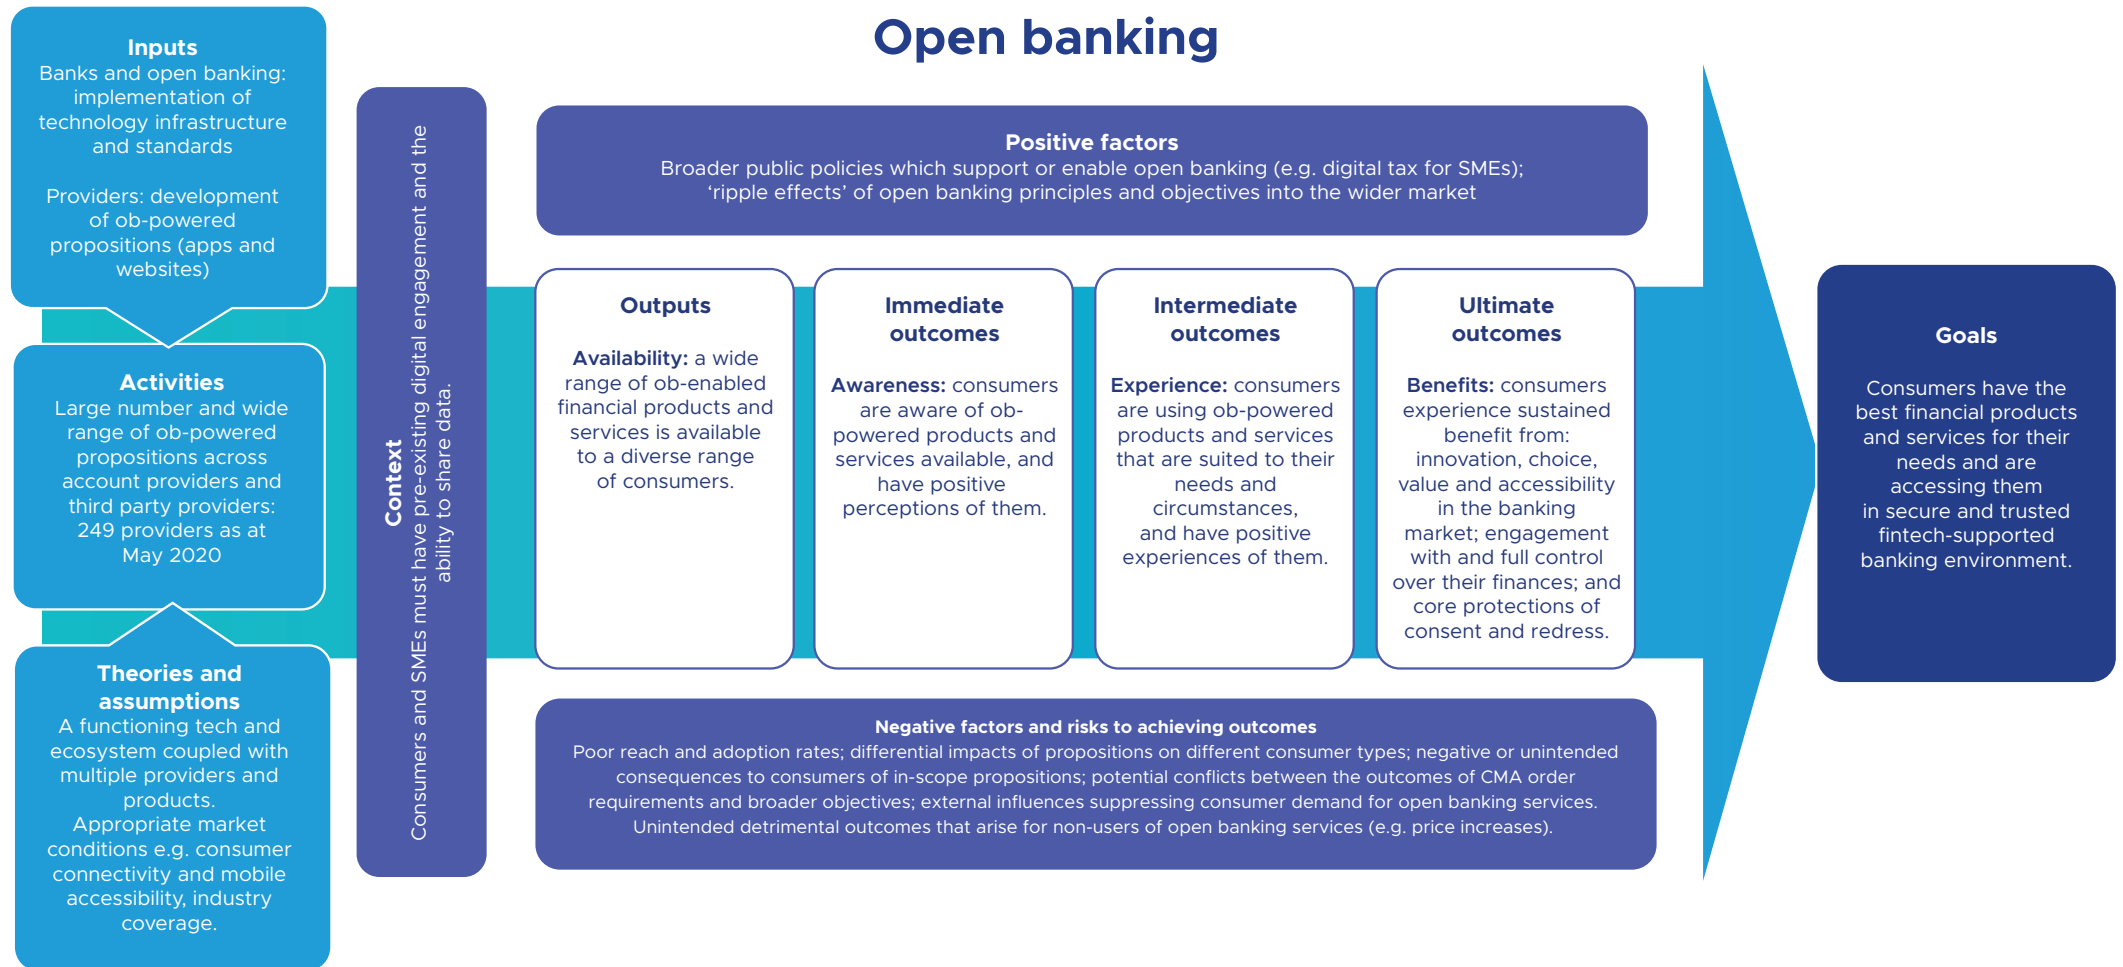 Open banking
Inputs
Banks and open banking:
implementation of
technology infrastructure
and standards
Providers: development
of ob-powered
propositions (apps and
websites)
Activities
Large number and wide
range of ob-powered
propositions across
account providers and
third party providers:
249 providers as at
May 2020
Theories and
assumptions
A functioning tech and
ecosystem coupled with
multiple providers and
products.
Appropriate market
conditions e.g. consumer
connectivity and mobile
accessibility, industry
coverage.
Context
Consumers and SMEs must have pre-existing digital engagement and the
ability to share data.
Positive factors
Broader public policies which support or enable open banking (e.g. digital tax for SMEs);
‘ripple effects’ of open banking principles and objectives into the wider market
Outputs
Availability: a wide
range of ob-enabled
financial products and
services is available
to a diverse range
of consumers.
Immediate
outcomes
Awareness: consumers
are aware of ob-
powered products and
services available, and
have positive
perceptions of them.
Intermediate
outcomes
Experience: consumers
are using ob-powered
products and services
that are suited to their
needs and
circumstances,
and have positive
experiences of them.
Ultimate
outcomes
Benefits: consumers
experience sustained
benefit from:
innovation, choice,
value and accessibility
in the banking
market; engagement
with and full control
over their finances; and
core protections of
consent and redress.
Negative factors and risks to achieving outcomes
Poor reach and adoption rates; differential impacts of propositions on different consumer types; negative or unintended
consequences to consumers of in-scope propositions; potential conflicts between the outcomes of CMA order
requirements and broader objectives; external influences suppressing consumer demand for open banking services.
Unintended detrimental outcomes that arise for non-users of open banking services (e.g. price increases).
Goals
Consumers have the
best financial products
and services for their
needs and are
accessing them
in secure and trusted
fintech-supported
banking environment.